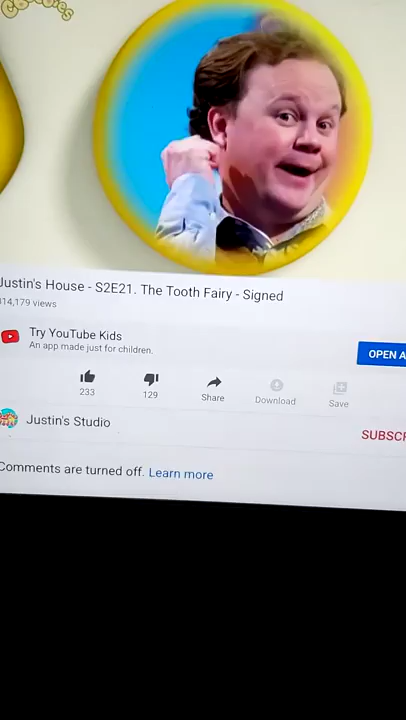 Justin's House - S2E21. The Tooth Fairy - Signed
314,179 views
Try YouTube Kids
An app made just for children.
OPEN A
233
129
Share
Download
Save
Justin's Studio
SUBSCR
Comments are turned off. Learn more